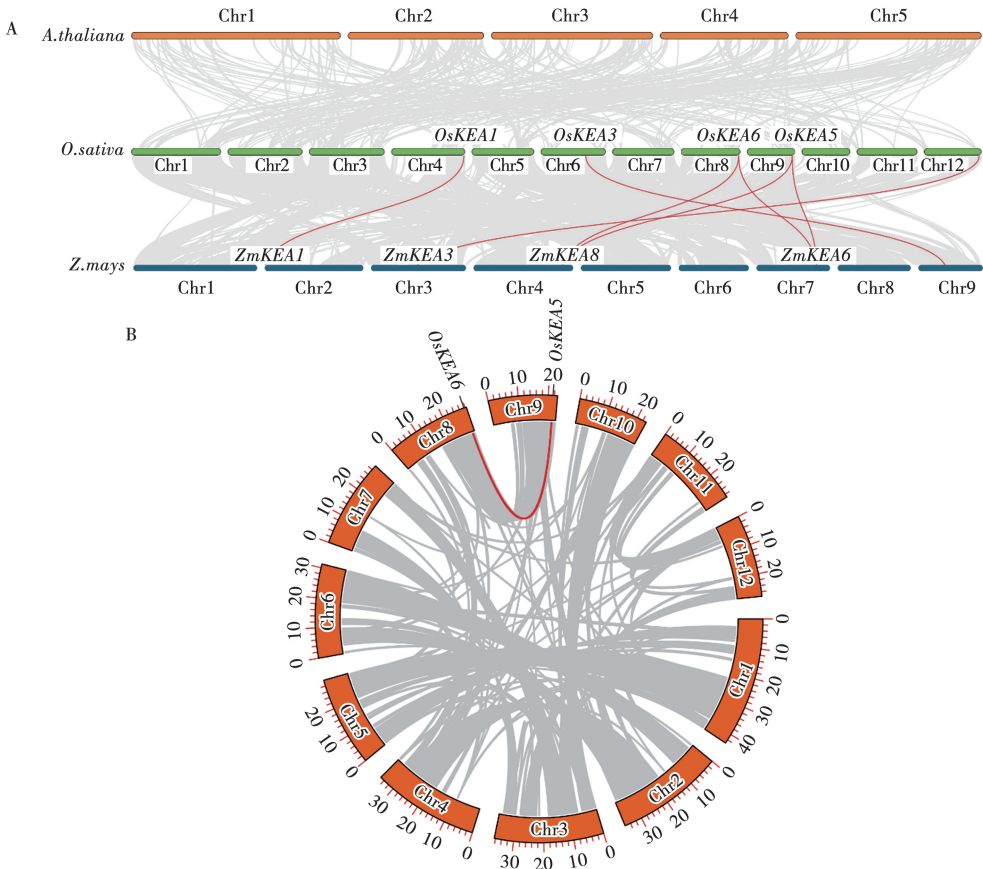 A
Chr1 Chr2 Chr3 Chr4 Chr5
A.thaliana
OsKEA1 OsKEA3 OsKEA6 OsKEA5
O.sativa
Chr1 Chr2 Chr3 Chr4 Chr5 Chr6 Chr7 Chr8 Chr9 Chr10 Chr11 Chr12
ZmKEA1 ZmKEA3 ZmKEA8 ZmKEA6
Z.mays
Chr1 Chr2 Chr3 Chr4 Chr5 Chr6 Chr7 Chr8 Chr9
B
OsKEA6
OsKEA5
Chr9
0 10 20
Chr10
0 10 20
Chr11
0 10 20
Chr12
0 10 20
Chr1
0 10 20 30 40
Chr2
0 10 20 30
Chr3
0 10 20 30
Chr4
0 10 20 30
Chr5
0 10 20
Chr6
0 10 20 30
Chr7
0 10 20
Chr8
0 10 20